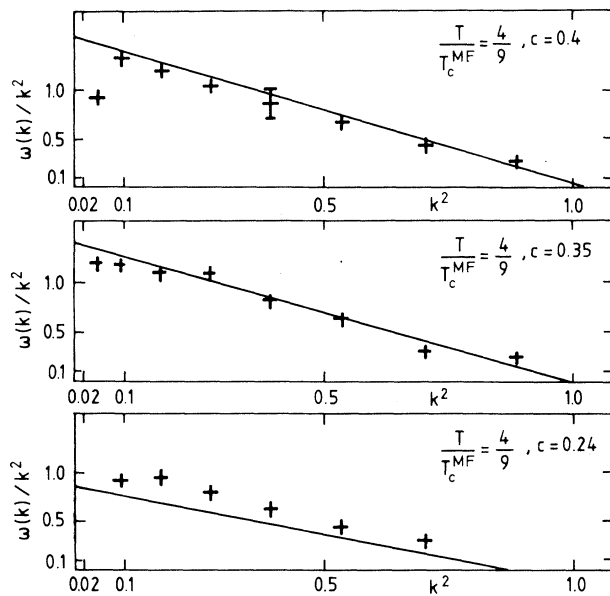 T/T_c^MF = 4/9 , c = 0.4
ω(k)/k²
1.0
0.5
0.1
0.02 0.1 0.5 k² 1.0
T/T_c^MF = 4/9 , c = 0.35
ω(k)/k²
1.0
0.5
0.1
0.02 0.1 0.5 k² 1.0
T/T_c^MF = 4/9 , c = 0.24
ω(k)/k²
1.0
0.5
0.1
0.02 0.1 0.5 k² 1.0